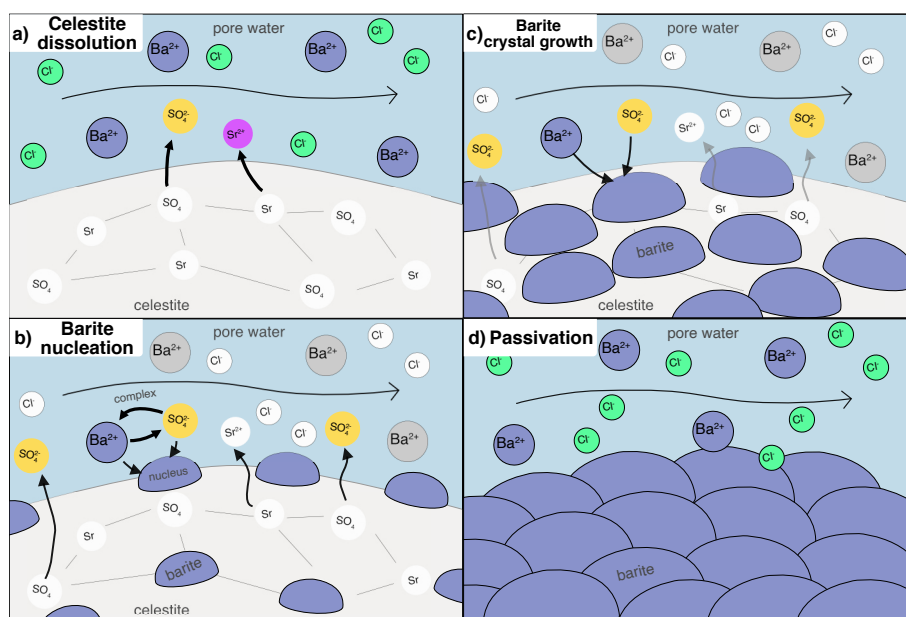 a) Celestite
dissolution
pore water
Ba²⁺
Ba²⁺
Cl⁻
Cl⁻
Cl⁻
Cl⁻
SO₄²⁻
Sr²⁺
Ba²⁺
Cl⁻
Cl⁻
Ba²⁺
SO₄
Sr
SO₄
Sr
Sr
SO₄
SO₄
Sr
celestite
b) Barite
nucleation
pore water
Ba²⁺
Cl⁻
Ba²⁺
Cl⁻
Cl⁻
Cl⁻
complex
SO₄²⁻
Ba²⁺
SO₄²⁻
Sr²⁺
Cl⁻
Cl⁻
SO₄²⁻
Ba²⁺
nucleus
SO₄
Sr
Sr
SO₄
barite
SO₄
Sr
celestite
c) Barite
crystal growth
pore water
Ba²⁺
Cl⁻
Ba²⁺
Cl⁻
Cl⁻
Cl⁻
SO₄²⁻
Ba²⁺
SO₄²⁻
Sr²⁺
Cl⁻
Cl⁻
SO₄²⁻
Ba²⁺
Sr
SO₄
barite
SO₄
celestite
d) Passivation
pore water
Cl⁻
Ba²⁺
Cl⁻
Ba²⁺
Cl⁻
Cl⁻
Cl⁻
Ba²⁺
Cl⁻
Ba²⁺
Cl⁻
Cl⁻
barite